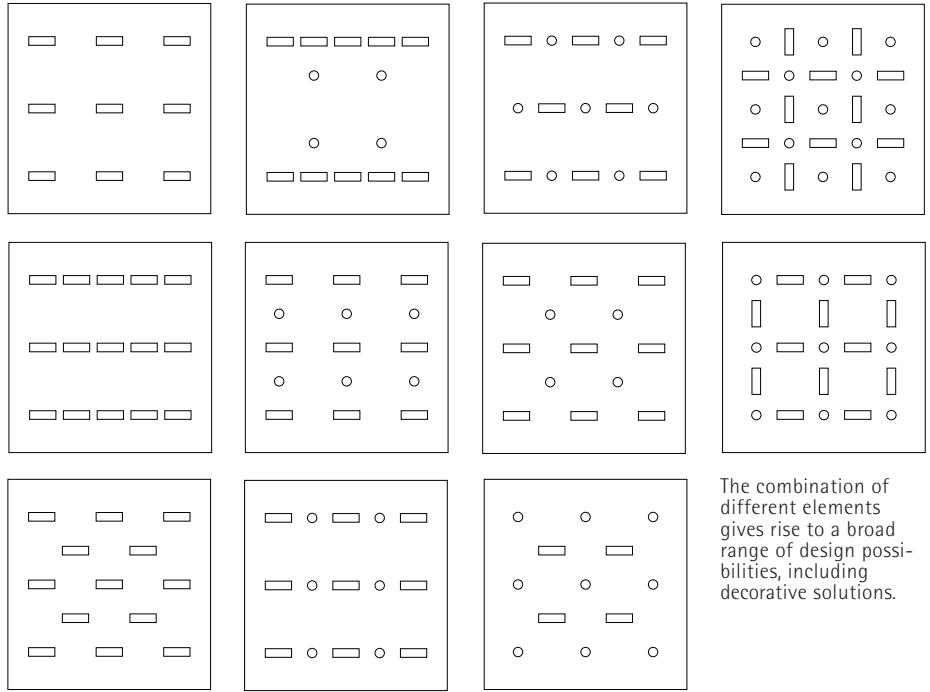 The combination of
different elements
gives rise to a broad
range of design possi-
bilities, including
decorative solutions.